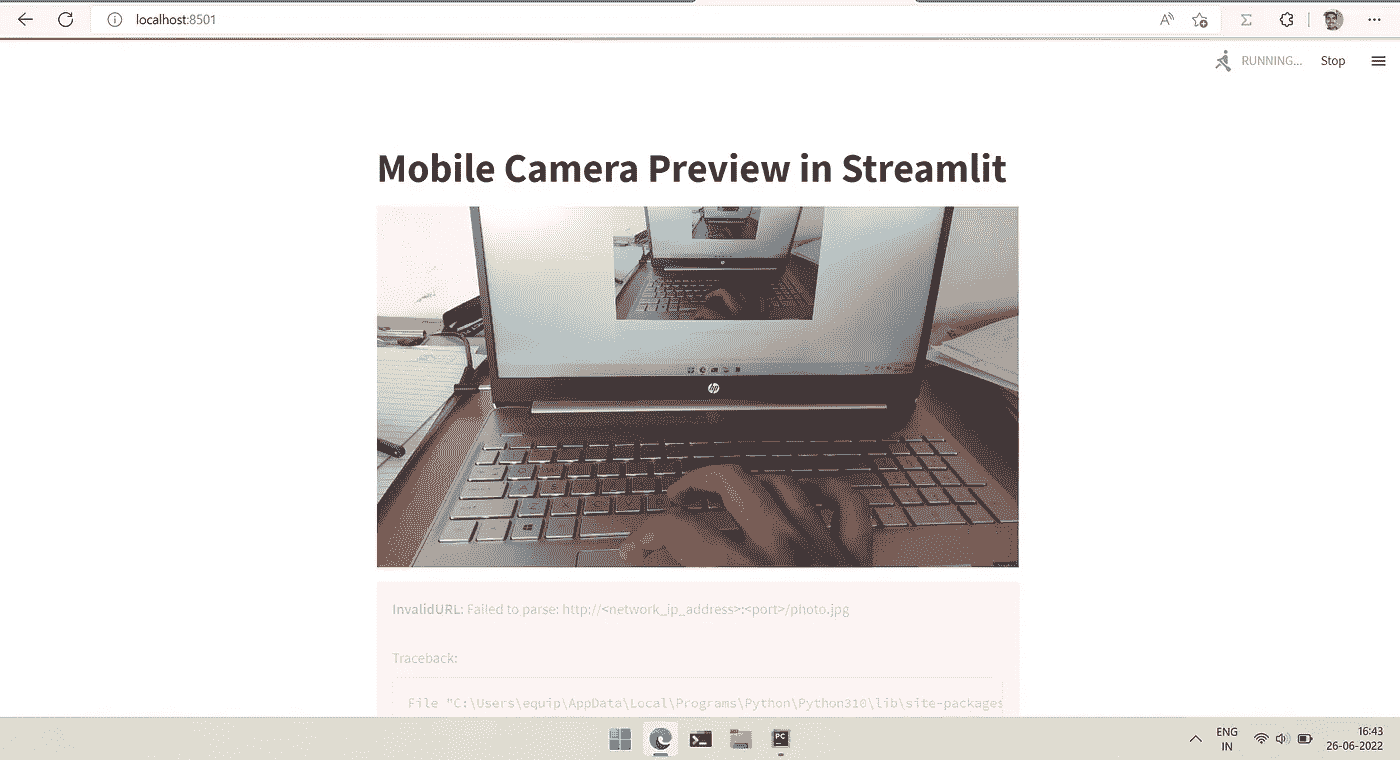 localhost:8501
RUNNING... Stop
Mobile Camera Preview in Streamlit
hp
InvalidURL: Failed to parse: http://<network_ip_address>:<port>/photo.jpg
Traceback:
File "C:\Users\equip\AppData\Local\Programs\Python\Python310\lib\site-packages
ENG
IN
16:43
26-06-2022